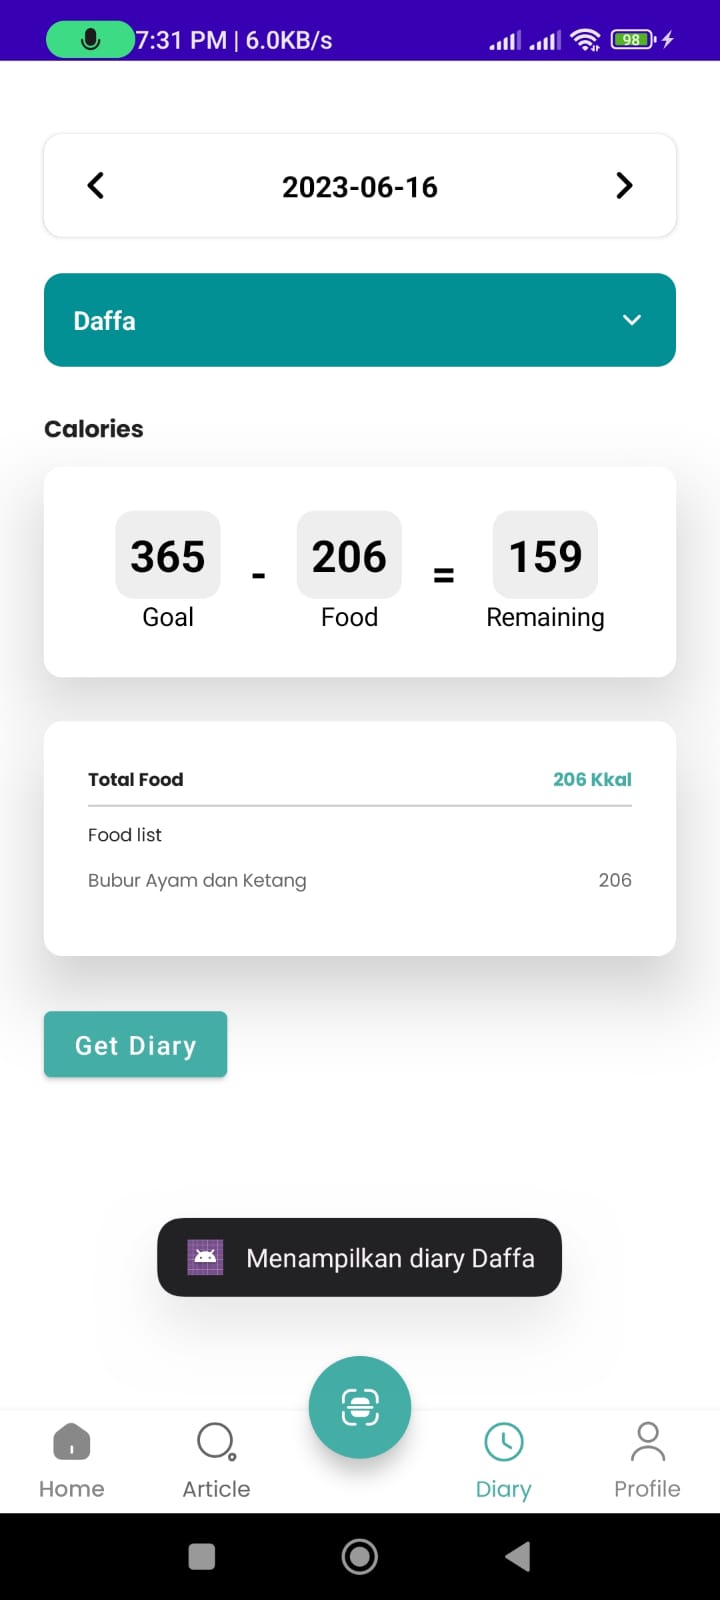 7:31 PM | 6.0KB/s 98
2023-06-16
Daffa
Calories
365 - 206 = 159
Goal Food Remaining
Total Food 206 Kkal
Food list
Bubur Ayam dan Ketang 206
Get Diary
Menampilkan diary Daffa
Home Article Diary Profile